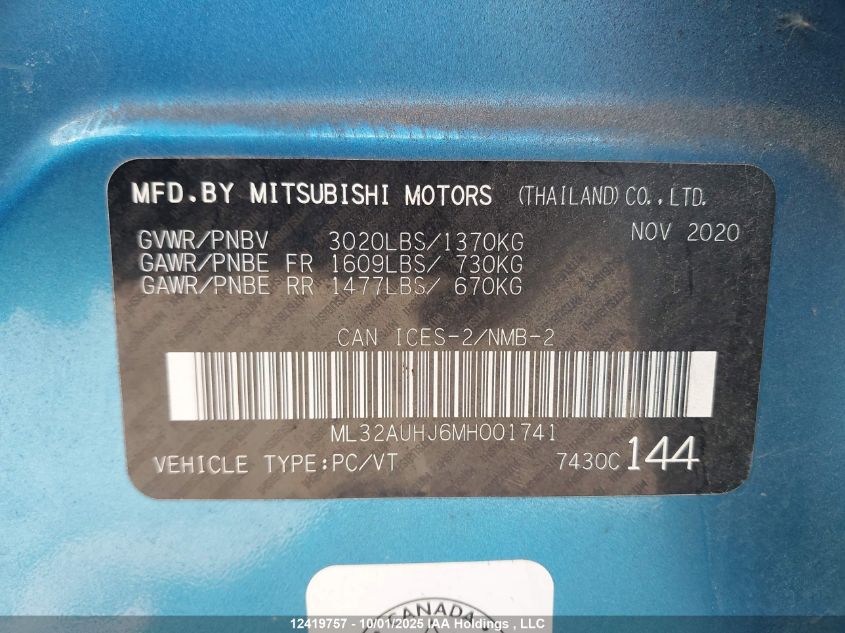 MFD.BY MITSUBISHI MOTORS (THAILAND) CO.,LTD.
GVWR/PNBV 3020LBS/1370KG NOV 2020
GAWR/PNBE FR 1609LBS/ 730KG
GAWR/PNBE RR 1477LBS/ 670KG
CAN ICES-2/NMB-2
ML32AUHJ6MH001741
VEHICLE TYPE:PC/VT 7430C 144
CANADA
12419757 - 10/01/2025 IAA Holdings, LLC